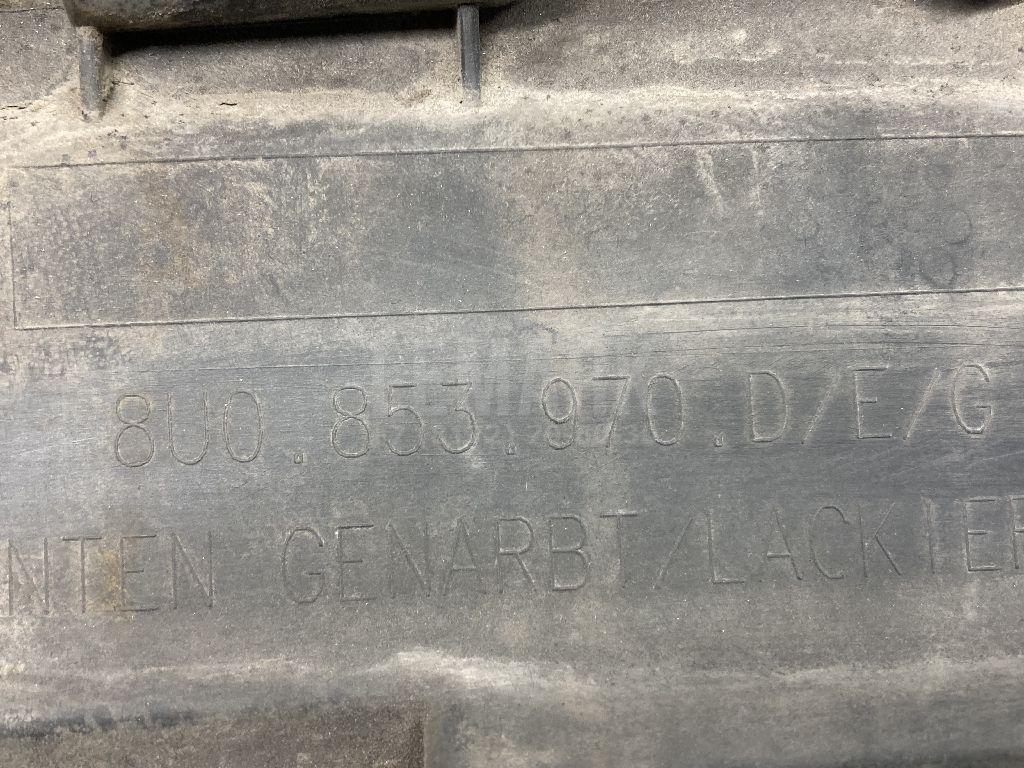 8U0.853.970.D/E/G
NTEN GENARBT/LACKIER